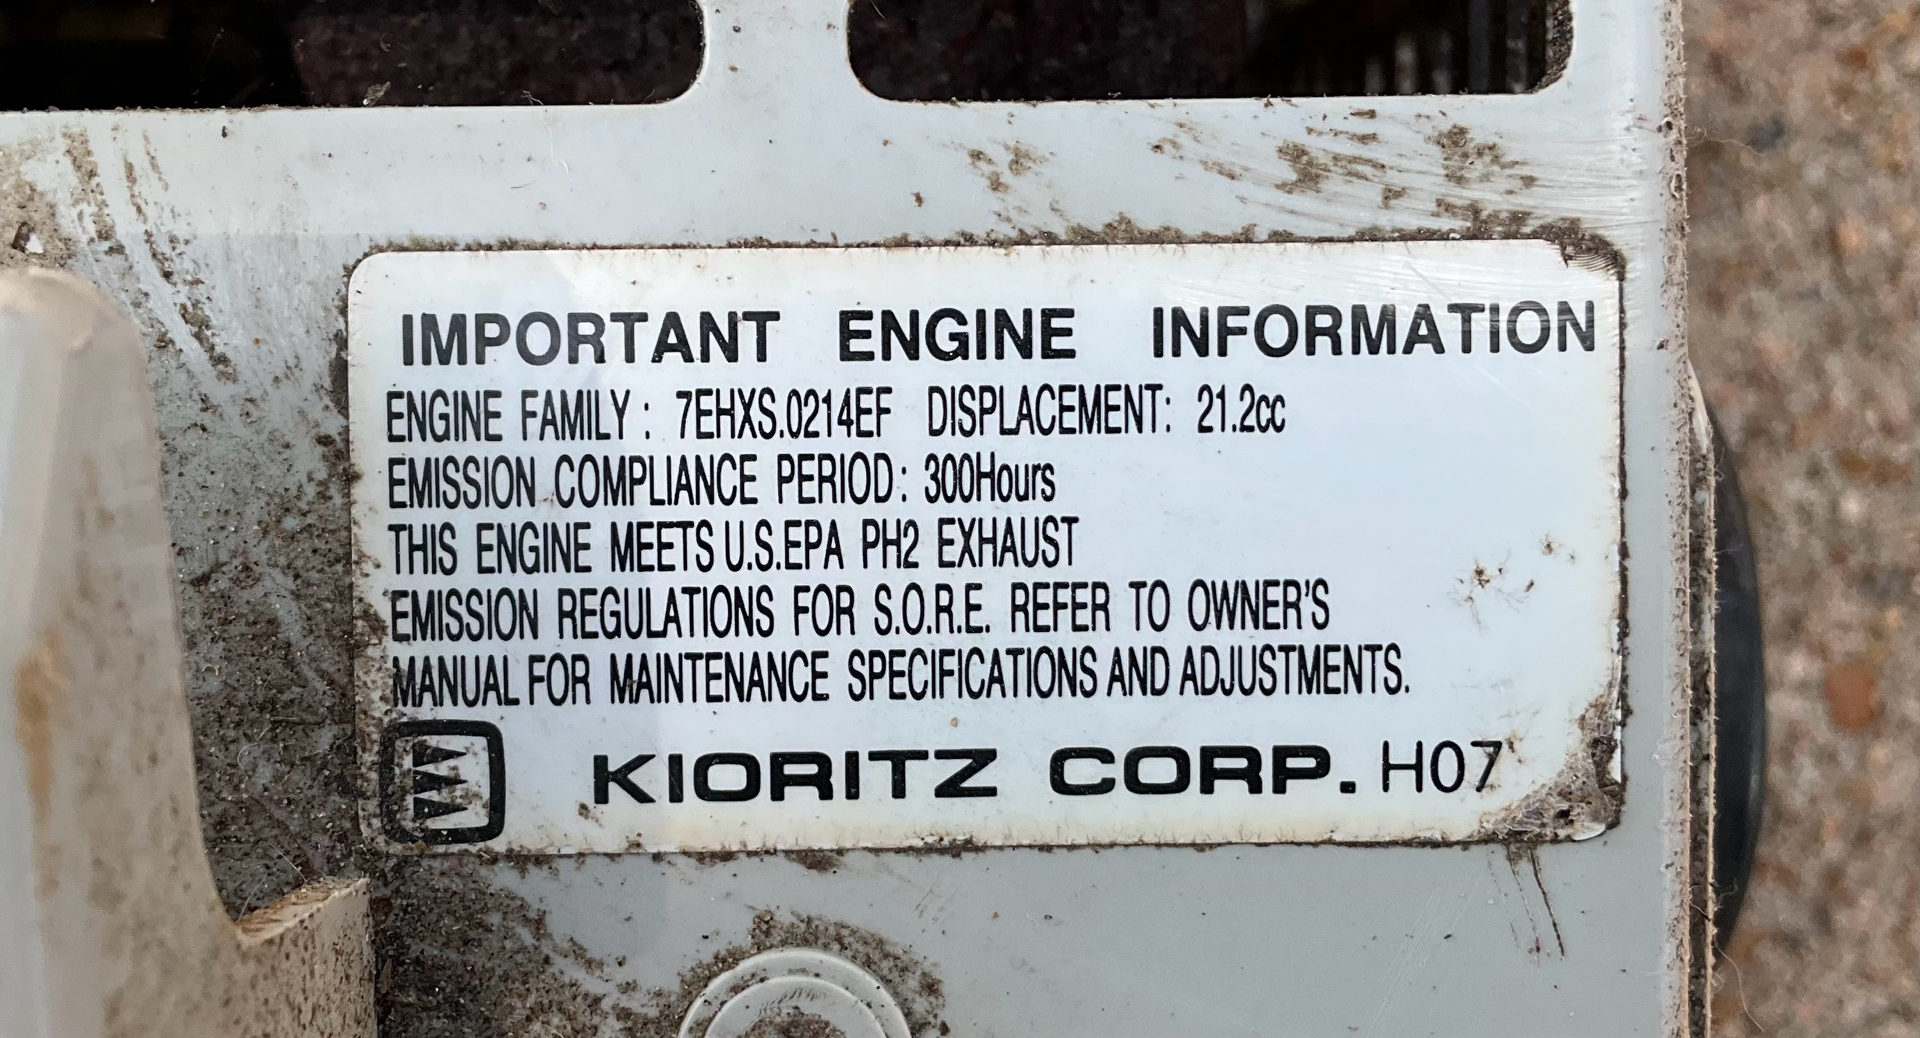 IMPORTANT ENGINE INFORMATION
ENGINE FAMILY : 7EHXS.0214EF DISPLACEMENT: 21.2cc
EMISSION COMPLIANCE PERIOD: 300Hours
THIS ENGINE MEETS U.S.EPA PH2 EXHAUST
EMISSION REGULATIONS FOR S.O.R.E. REFER TO OWNER'S
MANUAL FOR MAINTENANCE SPECIFICATIONS AND ADJUSTMENTS.
KIORITZ CORP. H07